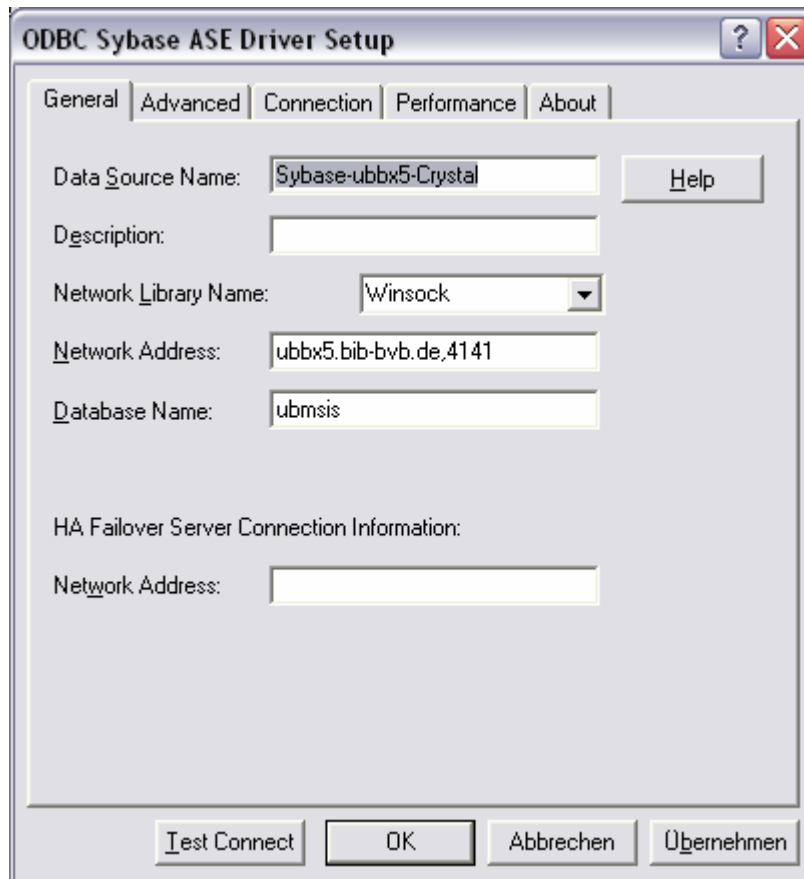 ODBC Sybase ASE Driver Setup
General Advanced Connection Performance About
Data Source Name: Sybase-ubbx5-Crystal Help
Description:
Network Library Name: Winsock
Network Address: ubbx5.bib-bvb.de,4141
Database Name: ubmsis
HA Failover Server Connection Information:
Network Address:
Test Connect OK Abbrechen Übernehmen